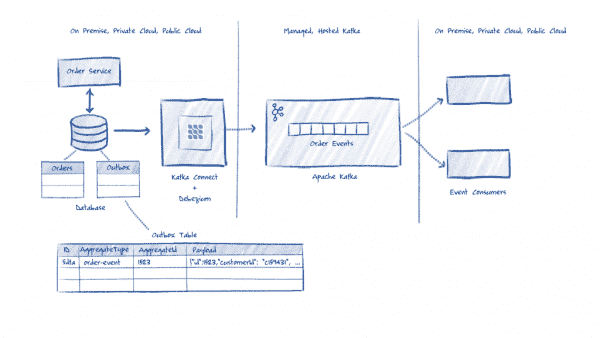 On Premise, Private Cloud, Public Cloud
Managed, Hosted Kafka
On Premise, Private Cloud, Public Cloud
Order Service
Orders
Outbox
Database
Kafka Connect
+
Debezium
Order Events
Apache Kafka
Event Consumers
Outbox Table
ID AggregateType AggregateId Payload
order-event 1823 {"id":1823,"customerId":